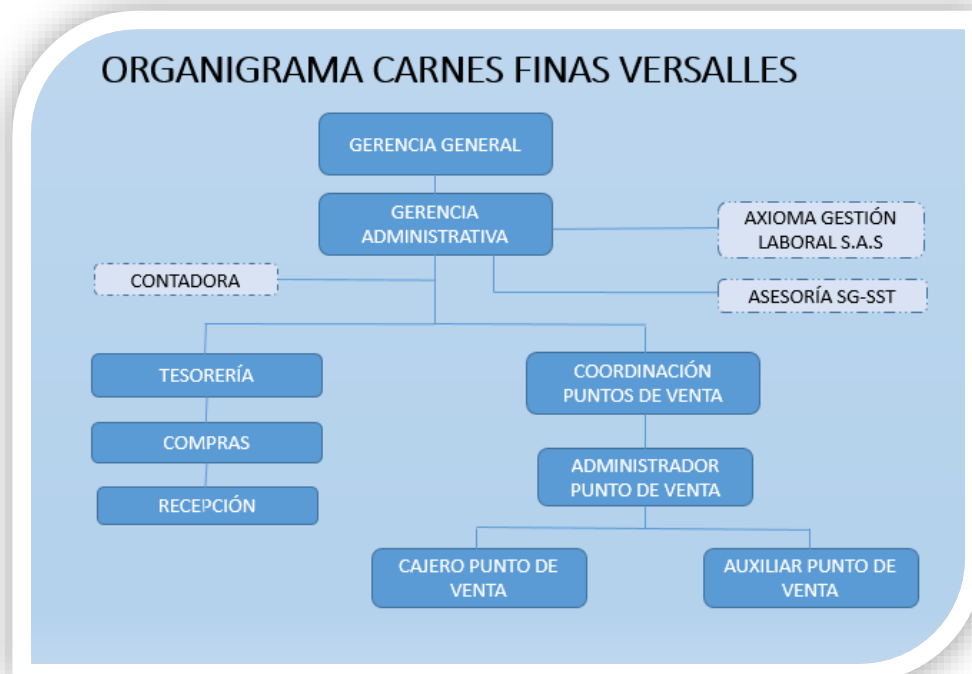 ORGANIGRAMA CARNES FINAS VERSALLES
GERENCIA GENERAL
GERENCIA
ADMINISTRATIVA
AXIOMA GESTIÓN
LABORAL S.A.S
CONTADORA
ASESORÍA SG-SST
TESORERÍA
COORDINACIÓN
PUNTOS DE VENTA
COMPRAS
ADMINISTRADOR
PUNTO DE VENTA
RECEPCIÓN
CAJERO PUNTO DE
VENTA
AUXILIAR PUNTO DE
VENTA